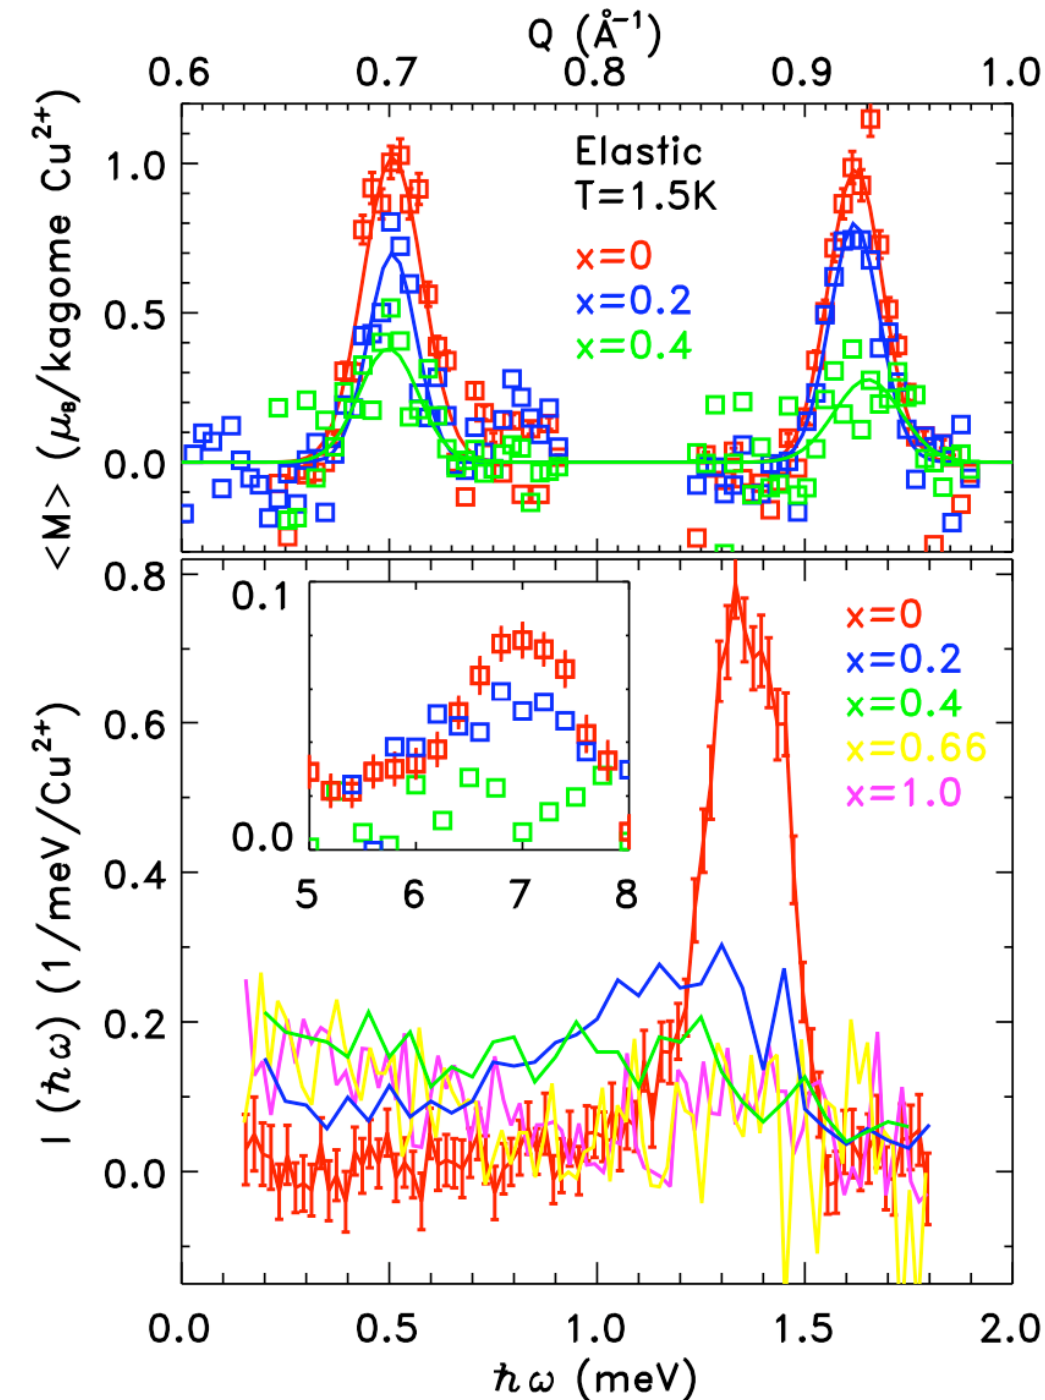 Q (Å⁻¹)
0.6 0.7 0.8 0.9 1.0
<M> (μ_B/kagome Cu²⁺)
1.0
0.5
0.0
Elastic
T=1.5K
x=0
x=0.2
x=0.4
I (ħω) (1/meV/Cu²⁺)
0.8
0.6
0.4
0.2
0.0
0.1
0.0
5 6 7 8
x=0
x=0.2
x=0.4
x=0.66
x=1.0
0.0 0.5 1.0 1.5 2.0
ħω (meV)